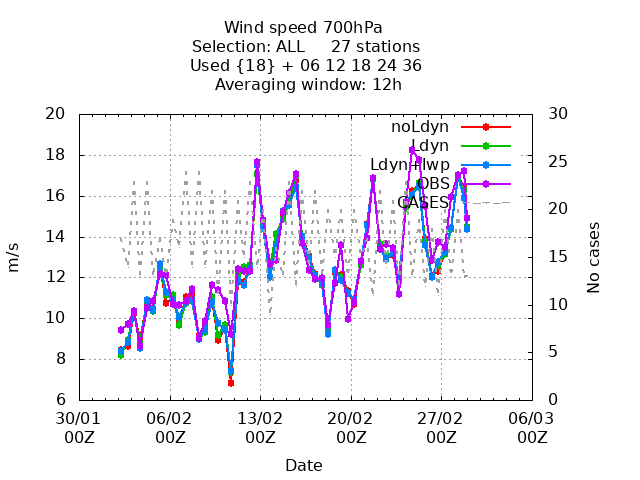 Wind speed 700hPa
Selection: ALL 27 stations
Used {18} + 06 12 18 24 36
Averaging window: 12h
20 30
noLdyn
Ldyn
18 25
Ldyn+lwp
OBS
16 20
CASES
14 15
m/s
No cases
12
10 10
8 5
6 0
30/01 06/02 13/02 20/02 27/02 06/03
00Z 00Z 00Z 00Z 00Z 00Z
Date